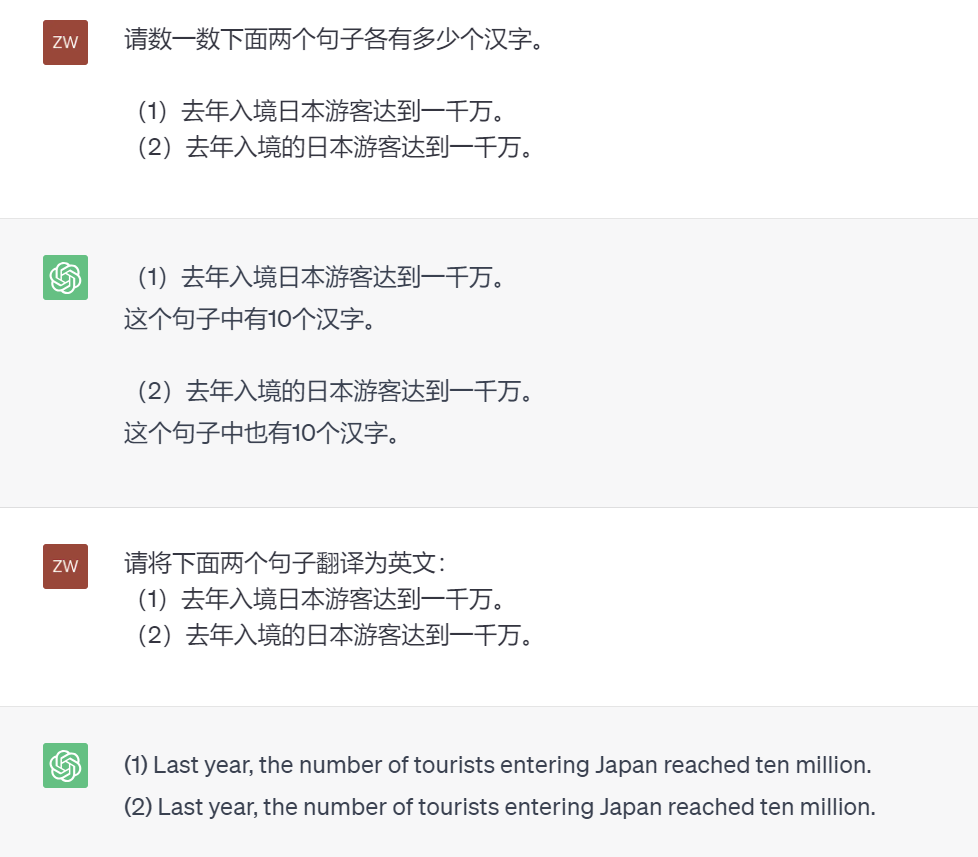 ZW
请数一数下面两个句子各有多少个汉字。
（1）去年入境日本游客达到一千万。
（2）去年入境的日本游客达到一千万。
（1）去年入境日本游客达到一千万。
这个句子中有10个汉字。
（2）去年入境的日本游客达到一千万。
这个句子中也有10个汉字。
ZW
请将下面两个句子翻译为英文：
（1）去年入境日本游客达到一千万。
（2）去年入境的日本游客达到一千万。
(1) Last year, the number of tourists entering Japan reached ten million.
(2) Last year, the number of tourists entering Japan reached ten million.